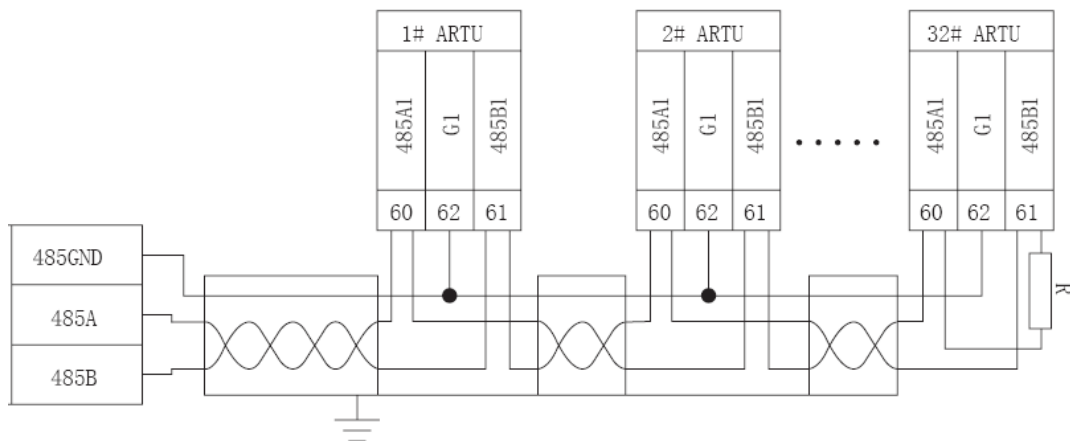 1# ARTU
2# ARTU
32# ARTU
485A1
G1
485B1
485A1
G1
485B1
485A1
G1
485B1
60
62
61
60
62
61
60
62
61
485GND
485A
485B
R